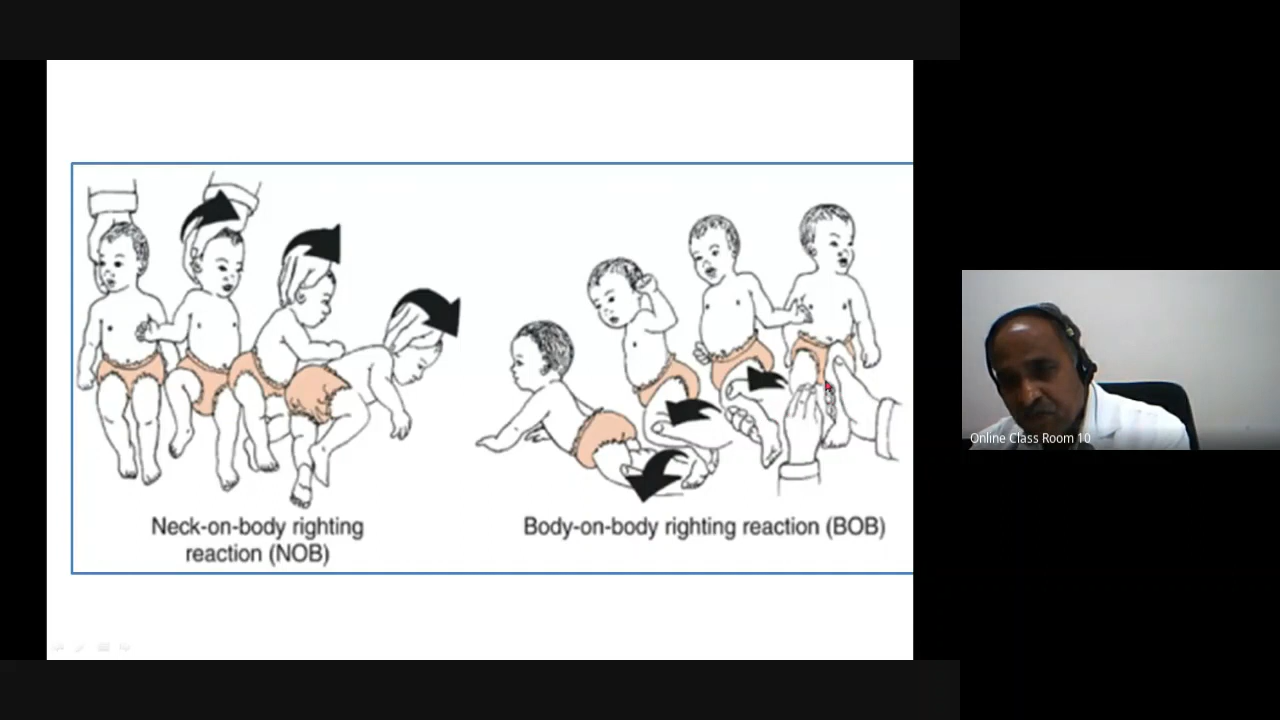 Neck-on-body righting
reaction (NOB)
Body-on-body righting reaction (BOB)
Online Class Room 10